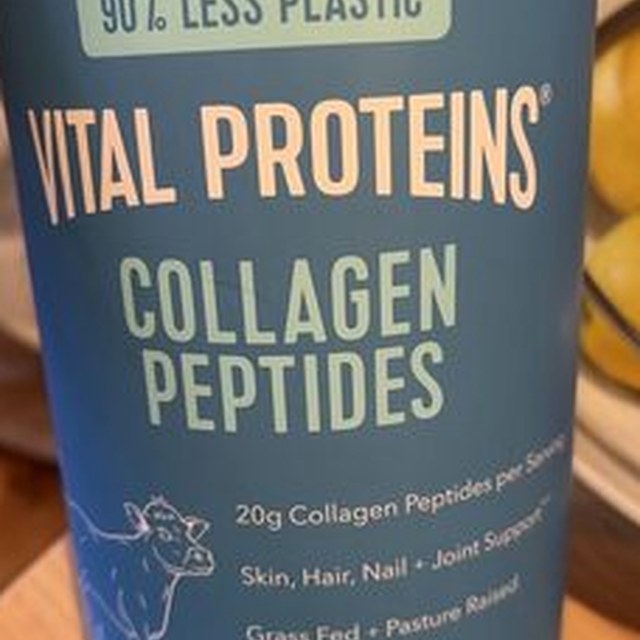 90% LESS PLASTIC
VITAL PROTEINS®
COLLAGEN
PEPTIDES
20g Collagen Peptides per Serving
Skin, Hair, Nail + Joint Support**
Grass Fed + Pasture Raised